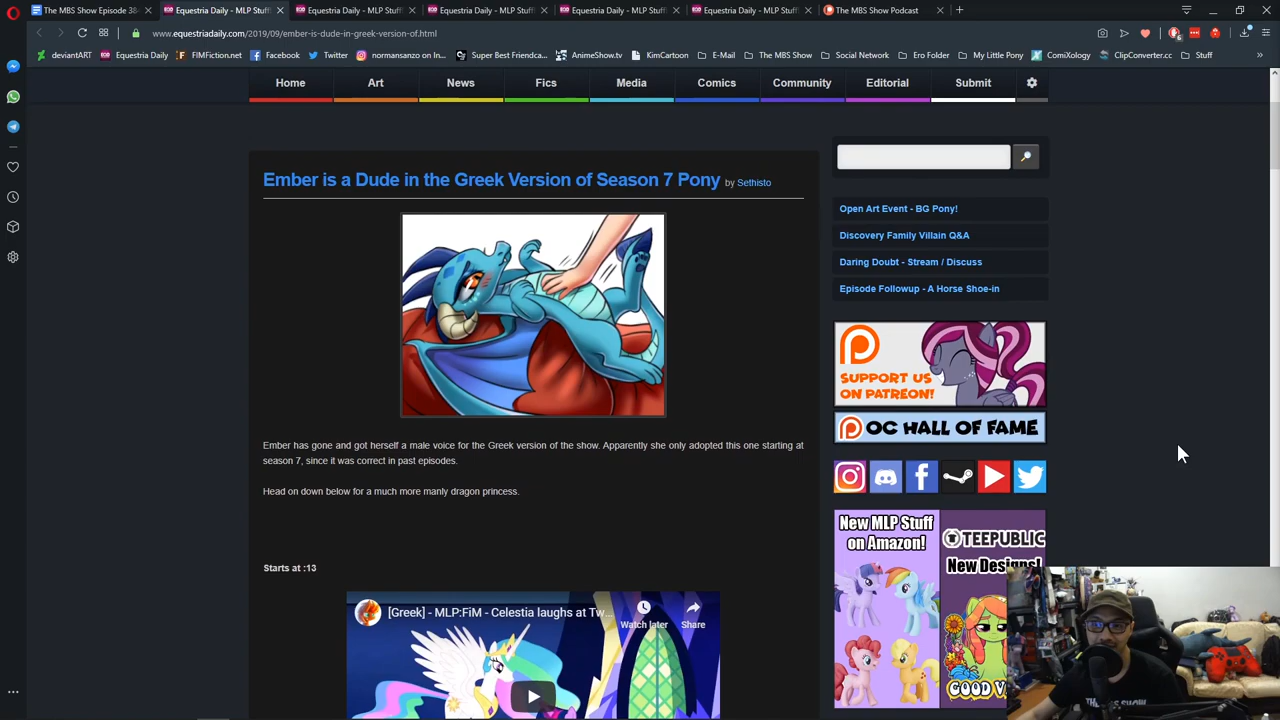 The MBS Show Episode 38
Equestria Daily - MLP Stuf
Equestria Daily - MLP Stuf
Equestria Daily - MLP Stuf
Equestria Daily - MLP Stuf
Equestria Daily - MLP Stuf
The MBS Show Podcast
www.equestriadaily.com/2019/09/ember-is-dude-in-greek-version-of.html
deviantART
Equestria Daily
FIMFiction.net
Facebook
Twitter
normansanzo on In...
Super Best Friendca...
AnimeShow.tv
KimCartoon
E-Mail
The MBS Show
Social Network
Ero Folder
My Little Pony
ComiXology
ClipConverter.cc
Stuff
»
Home
Art
News
Fics
Media
Comics
Community
Editorial
Submit
Ember is a Dude in the Greek Version of Season 7 Pony by Sethisto
Open Art Event - BG Pony!
Discovery Family Villain Q&A
Daring Doubt - Stream / Discuss
Episode Followup - A Horse Shoe-in
SUPPORT US
ON PATREON!
OC HALL OF FAME
Ember has gone and got herself a male voice for the Greek version of the show. Apparently she only adopted this one starting at
season 7, since it was correct in past episodes.
Head on down below for a much more manly dragon princess.
Starts at :13
[Greek] - MLP:FiM - Celestia laughs at Tw...
Watch later
Share
New MLP Stuff
on Amazon!
TEEPUBLIC
New Designs!
GOOD V